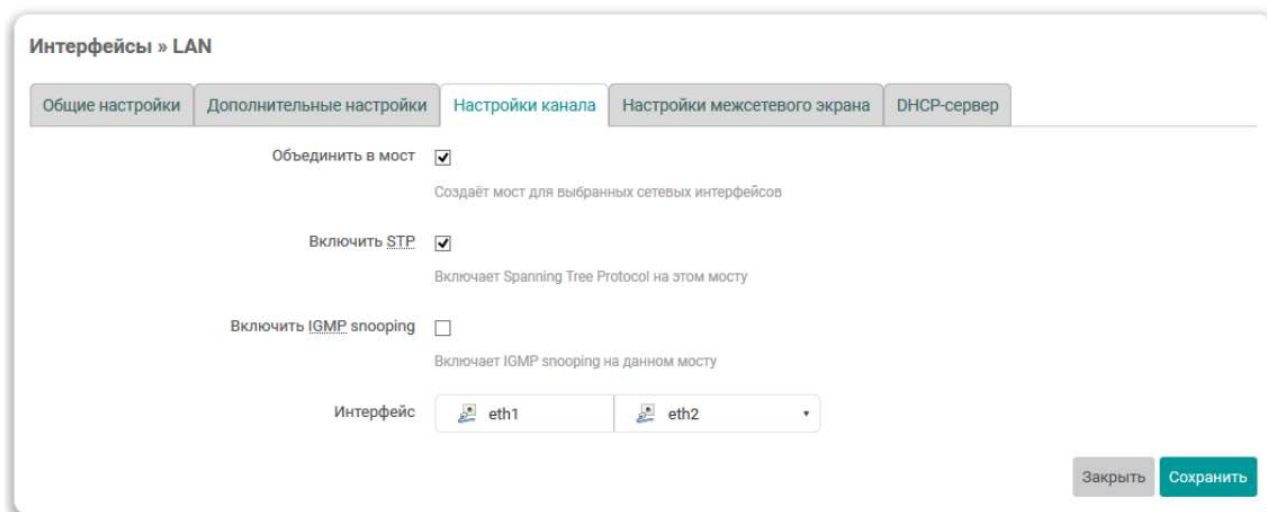 Интерфейсы » LAN
Общие настройки Дополнительные настройки Настройки канала Настройки межсетевого экрана DHCP-сервер
Объединить в мост
Создаёт мост для выбранных сетевых интерфейсов
Включить STP
Включает Spanning Tree Protocol на этом мосту
Включить IGMP snooping
Включает IGMP snooping на данном мосту
Интерфейс eth1 eth2
Закрыть Сохранить